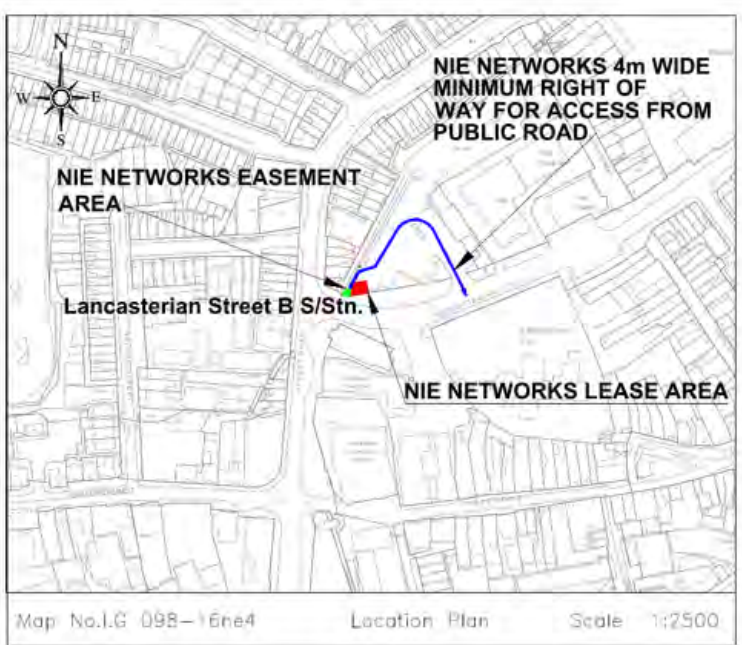 N
W E
S
NIE NETWORKS 4m WIDE
MINIMUM RIGHT OF
WAY FOR ACCESS FROM
PUBLIC ROAD
NIE NETWORKS EASEMENT
AREA
Lancasterian Street B S/Stn.
NIE NETWORKS LEASE AREA
Map No.I.G 098-16ne4 Location Plan Scale 1:2500